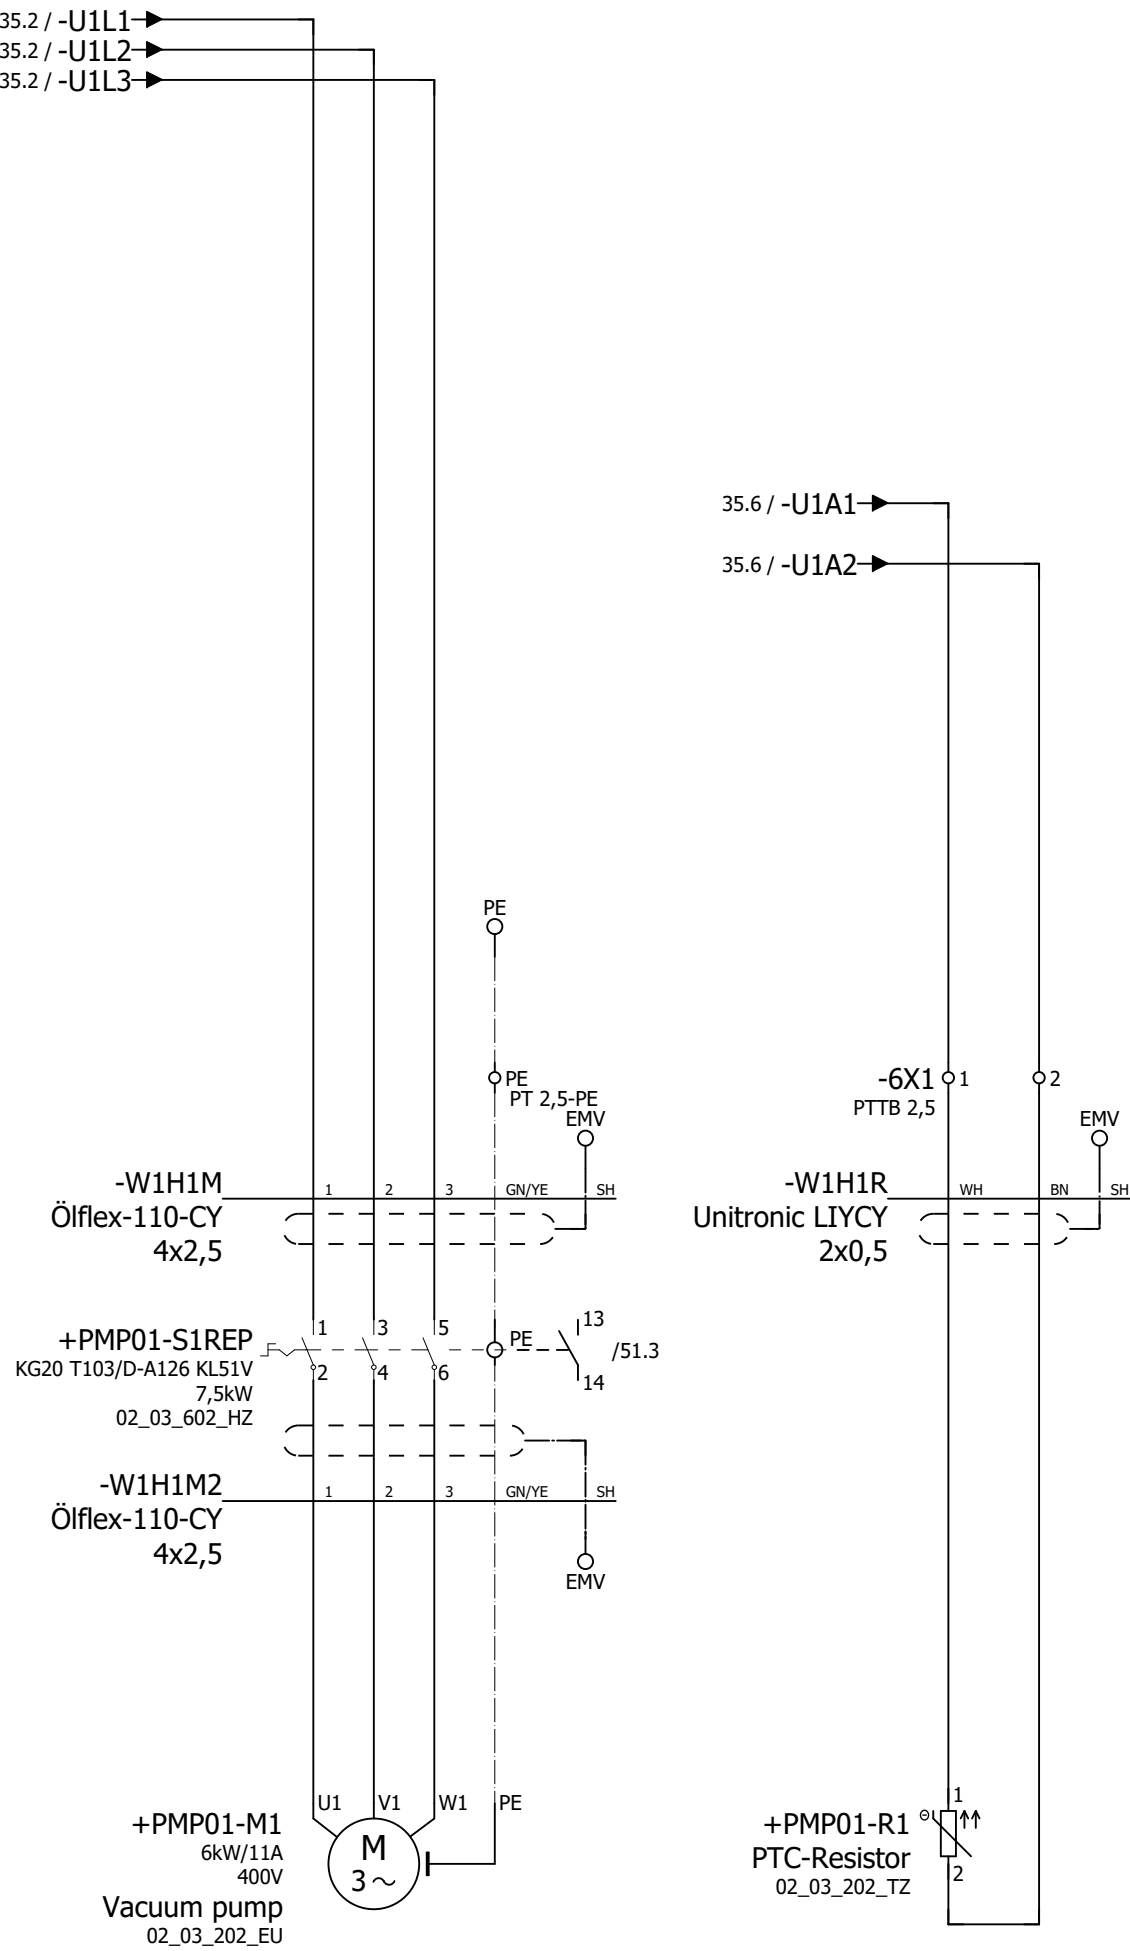 35.2 / -U1L1
35.2 / -U1L2
35.2 / -U1L3
35.6 / -U1A1
35.6 / -U1A2
PE
PE
PT 2,5-PE
EMV
-6X1 1 2
PTTB 2,5
EMV
-W1H1M 1 2 3 GN/YE SH
Ölflex-110-CY
4x2,5
-W1H1R WH BN SH
Unitronic LIYCY
2x0,5
+PMP01-S1REP 1 3 5 PE 13
KG20 T103/D-A126 KL51V 2 4 6 14 /51.3
7,5kW
02_03_602_HZ
-W1H1M2 1 2 3 GN/YE SH
Ölflex-110-CY
4x2,5
EMV
U1 V1 W1 PE
+PMP01-M1
6kW/11A
400V
Vacuum pump
02_03_202_EU
M
3~
1
+PMP01-R1
PTC-Resistor 2
02_03_202_TZ